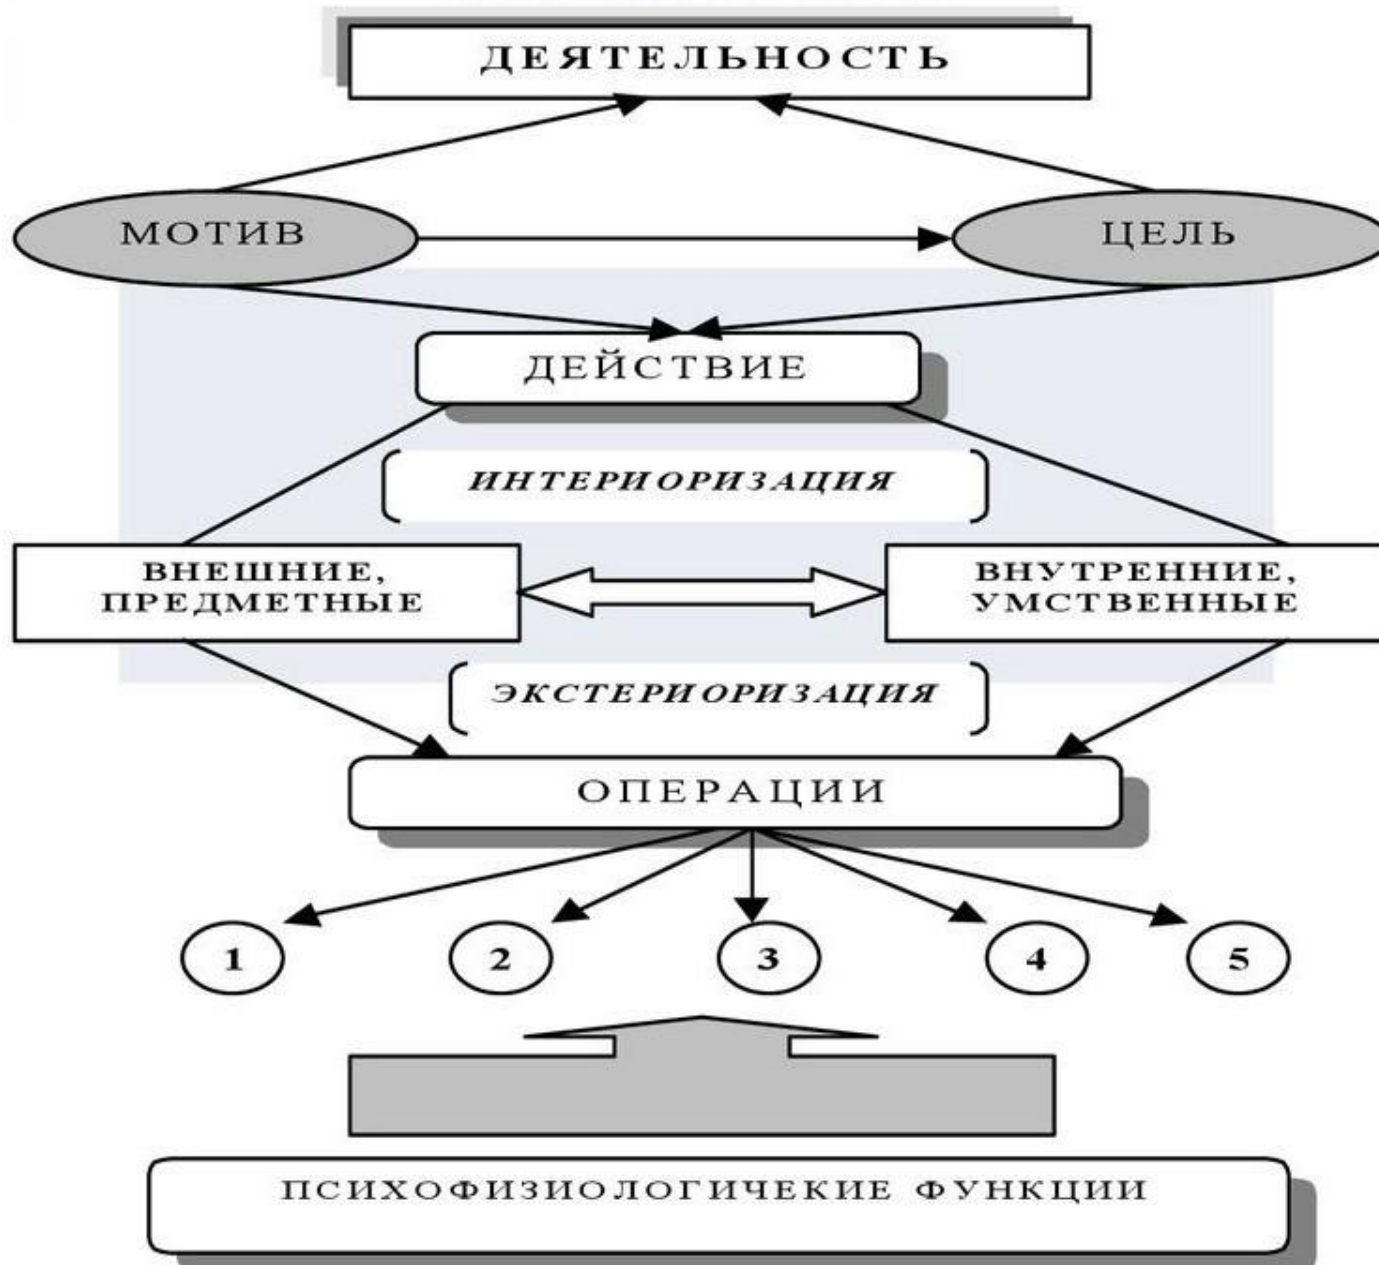 ДЕЯТЕЛЬНОСТЬ
МОТИВ
ЦЕЛЬ
ДЕЙСТВИЕ
ИНТЕРИОРИЗАЦИЯ
ВНЕШНИЕ,
ПРЕДМЕТНЫЕ
ВНУТРЕННИЕ,
УМСТВЕННЫЕ
ЭКСТЕРИОРИЗАЦИЯ
ОПЕРАЦИИ
1
2
3
4
5
ПСИХОФИЗИОЛОГИЧЕКИЕ ФУНКЦИИ